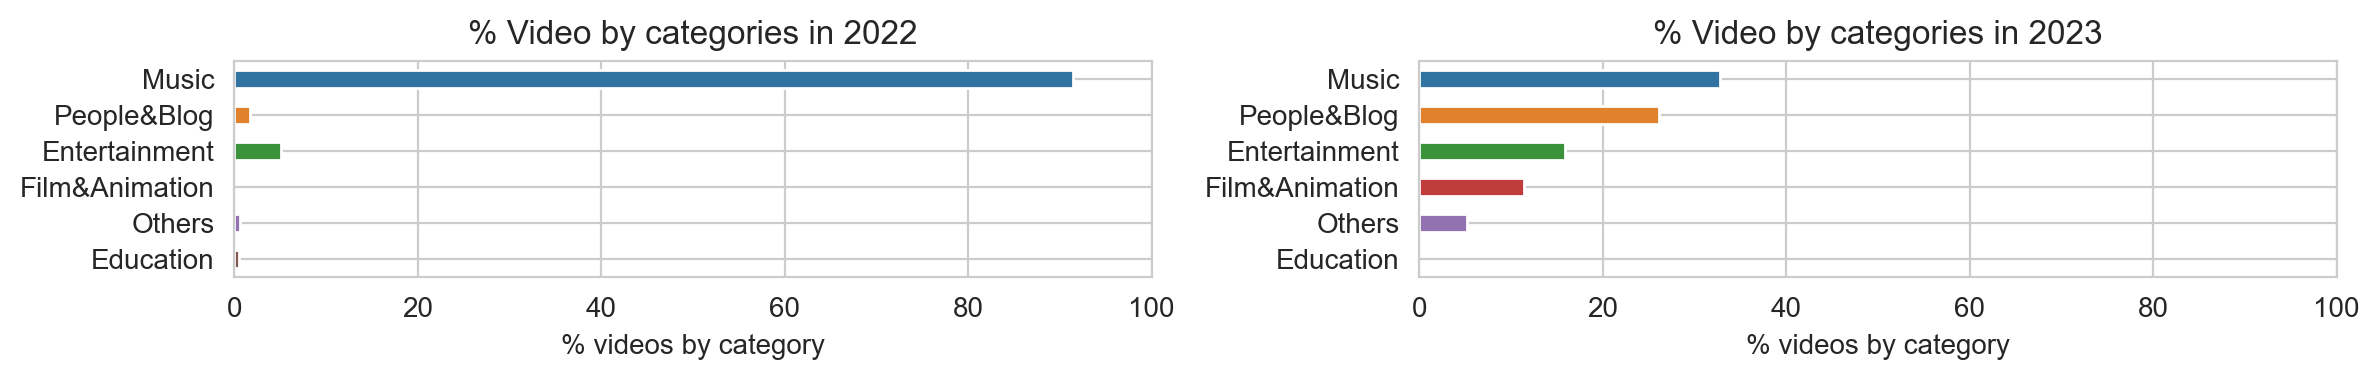 % Video by categories in 2022
Music
People&Blog
Entertainment
Film&Animation
Others
Education
0 20 40 60 80 100
% videos by category
% Video by categories in 2023
Music
People&Blog
Entertainment
Film&Animation
Others
Education
0 20 40 60 80 100
% videos by category